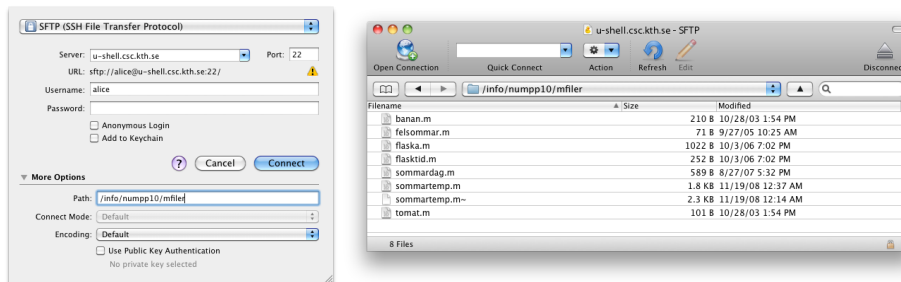 SFTP (SSH File Transfer Protocol)
Server: u-shell.csc.kth.se Port: 22
URL: sftp://alice@u-shell.csc.kth.se:22/
Username: alice
Password:
Anonymous Login
Add to Keychain
? Cancel Connect
More Options
Path: /info/numpp10/mfiler
Connect Mode: Default
Encoding: Default
Use Public Key Authentication
No private key selected
u-shell.csc.kth.se - SFTP
Open Connection Quick Connect Action Refresh Edit Disconnec
/info/numpp10/mfiler
Filename Size Modified
banan.m 210 B 10/28/03 1:54 PM
felsommar.m 71 B 9/27/05 10:25 AM
flaska.m 1022 B 10/3/06 7:02 PM
flasktid.m 252 B 10/3/06 7:02 PM
sommardag.m 589 B 8/27/07 5:32 PM
sommartemp.m 1.8 KB 11/19/08 12:37 AM
sommartemp.m~ 2.3 KB 11/19/08 12:14 AM
tomat.m 101 B 10/28/03 1:54 PM
8 Files